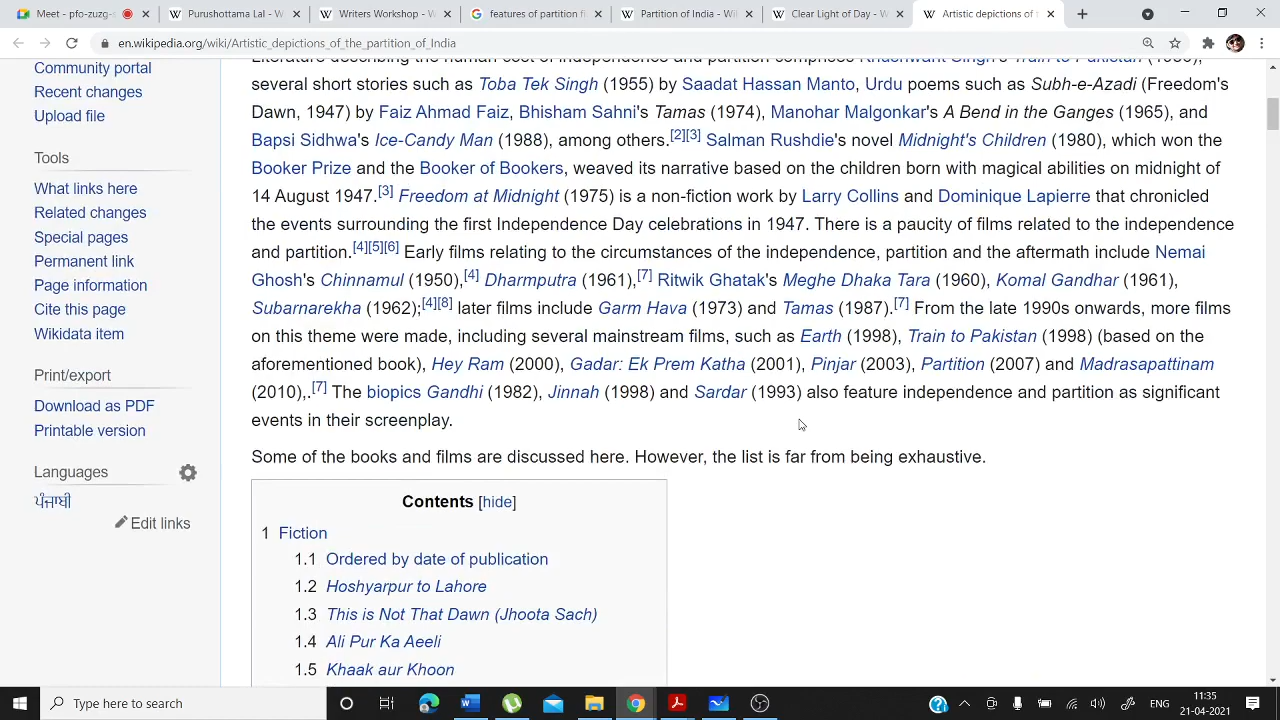 Meet - pfo-zuzg-s
Purushottama Lal - W
Writers Workshop - W
features of partition f
Partition of India - Wi
Clear Light of Day - W
Artistic depictions of t
en.wikipedia.org/wiki/Artistic_depictions_of_the_partition_of_India
Community portal
Recent changes
Upload file
Tools
What links here
Related changes
Special pages
Permanent link
Page information
Cite this page
Wikidata item
Print/export
Download as PDF
Printable version
Languages
ਪੰਜਾਬੀ
Edit links
Literature describing the human cost of independence and partition comprises Khushwant Singh's Train to Pakistan
several short stories such as Toba Tek Singh (1955) by Saadat Hassan Manto, Urdu poems such as Subh-e-Azadi (Freedom's
Dawn, 1947) by Faiz Ahmad Faiz, Bhisham Sahni's Tamas (1974), Manohar Malgonkar's A Bend in the Ganges (1965), and
Bapsi Sidhwa's Ice-Candy Man (1988), among others.[2][3] Salman Rushdie's novel Midnight's Children (1980), which won the
Booker Prize and the Booker of Bookers, weaved its narrative based on the children born with magical abilities on midnight of
14 August 1947.[3] Freedom at Midnight (1975) is a non-fiction work by Larry Collins and Dominique Lapierre that chronicled
the events surrounding the first Independence Day celebrations in 1947. There is a paucity of films related to the independence
and partition.[4][5][6] Early films relating to the circumstances of the independence, partition and the aftermath include Nemai
Ghosh's Chinnamul (1950),[4] Dharmputra (1961),[7] Ritwik Ghatak's Meghe Dhaka Tara (1960), Komal Gandhar (1961),
Subarnarekha (1962);[4][8] later films include Garm Hava (1973) and Tamas (1987).[7] From the late 1990s onwards, more films
on this theme were made, including several mainstream films, such as Earth (1998), Train to Pakistan (1998) (based on the
aforementioned book), Hey Ram (2000), Gadar: Ek Prem Katha (2001), Pinjar (2003), Partition (2007) and Madrasapattinam
(2010),.[7] The biopics Gandhi (1982), Jinnah (1998) and Sardar (1993) also feature independence and partition as significant
events in their screenplay.
Some of the books and films are discussed here. However, the list is far from being exhaustive.
Contents [hide]
1 Fiction
1.1 Ordered by date of publication
1.2 Hoshyarpur to Lahore
1.3 This is Not That Dawn (Jhoota Sach)
1.4 Ali Pur Ka Aeeli
1.5 Khaak aur Khoon
Type here to search
ENG
11:35
21-04-2021